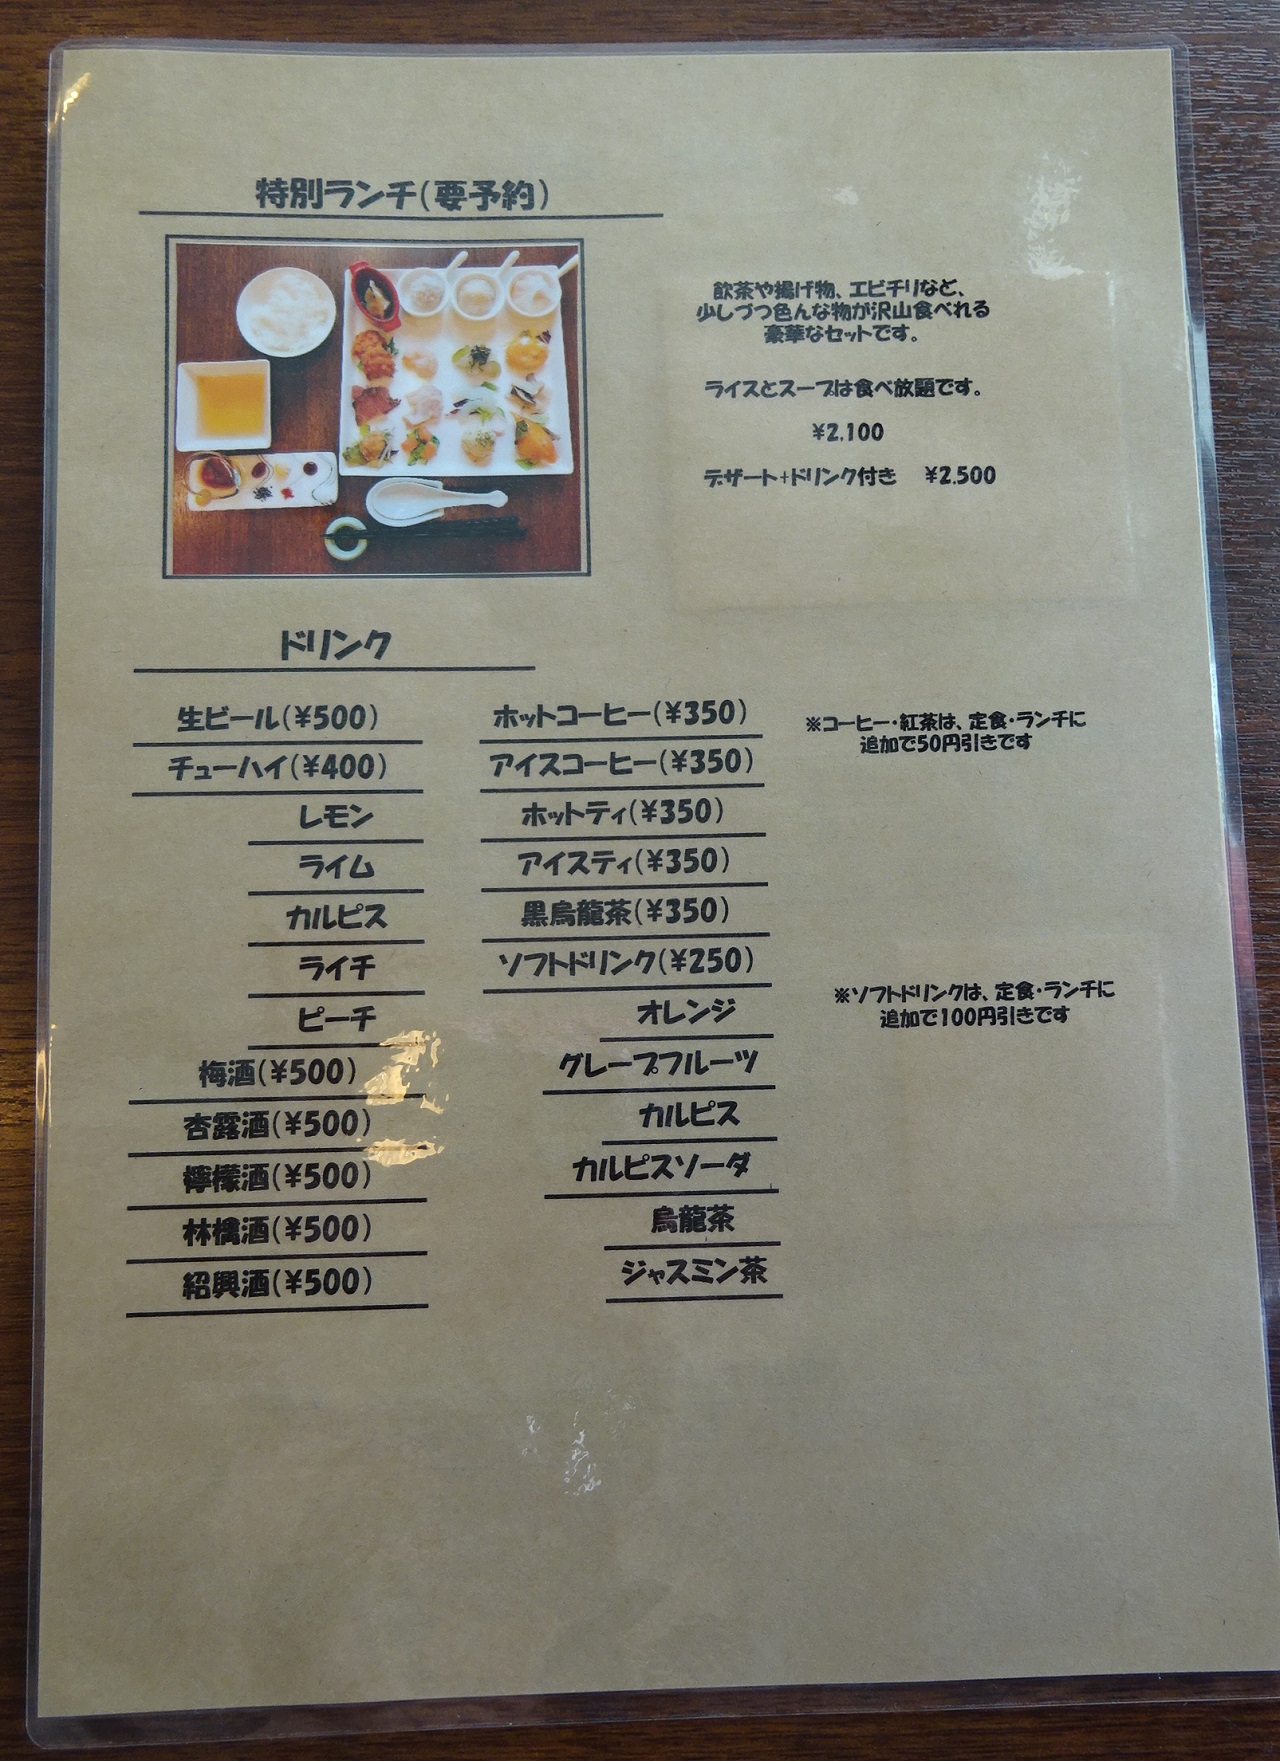 特別ランチ(要予約)
飲茶や揚げ物、エビチリなど、
少しづつ色んな物が沢山食べれる
豪華なセットです。
ライスとスープは食べ放題です。
¥2,100
デザート+ドリンク付き ¥2,500
ドリンク
生ビール(¥500)
チューハイ(¥400)
レモン
ライム
カルピス
ライチ
ピーチ
梅酒(¥500)
杏露酒(¥500)
檸檬酒(¥500)
林檎酒(¥500)
紹興酒(¥500)
ホットコーヒー(¥350)
アイスコーヒー(¥350)
ホットティ(¥350)
アイスティ(¥350)
黒烏龍茶(¥350)
ソフトドリンク(¥250)
オレンジ
グレープフルーツ
カルピス
カルピスソーダ
烏龍茶
ジャスミン茶
※コーヒー・紅茶は、定食・ランチに
追加で50円引きです
※ソフトドリンクは、定食・ランチに
追加で100円引きです